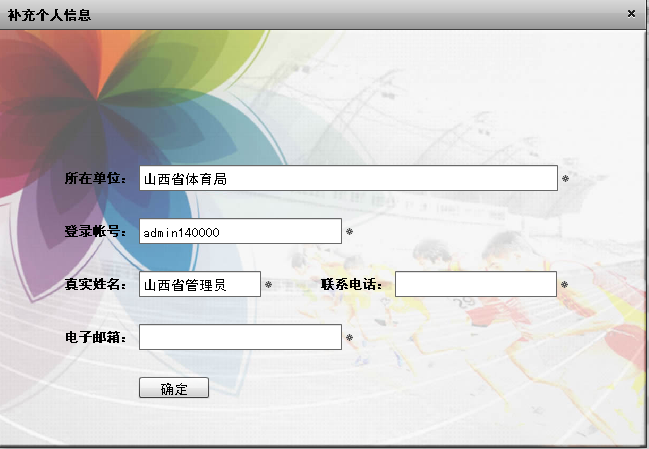 补充个人信息
所在单位： 山西省体育局 *
登录帐号： admin140000 *
真实姓名： 山西省管理员 * 联系电话： *
电子邮箱： *
确定